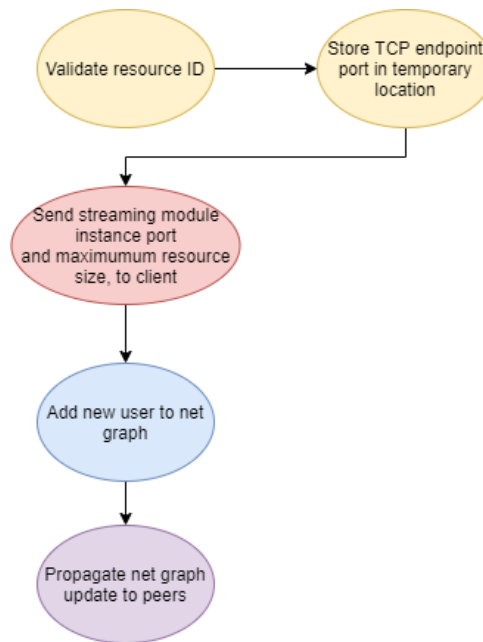 Validate resource ID
Store TCP endpoint
port in temporary
location
Send streaming module
instance port
and maximumum resource
size, to client
Add new user to net
graph
Propagate net graph
update to peers